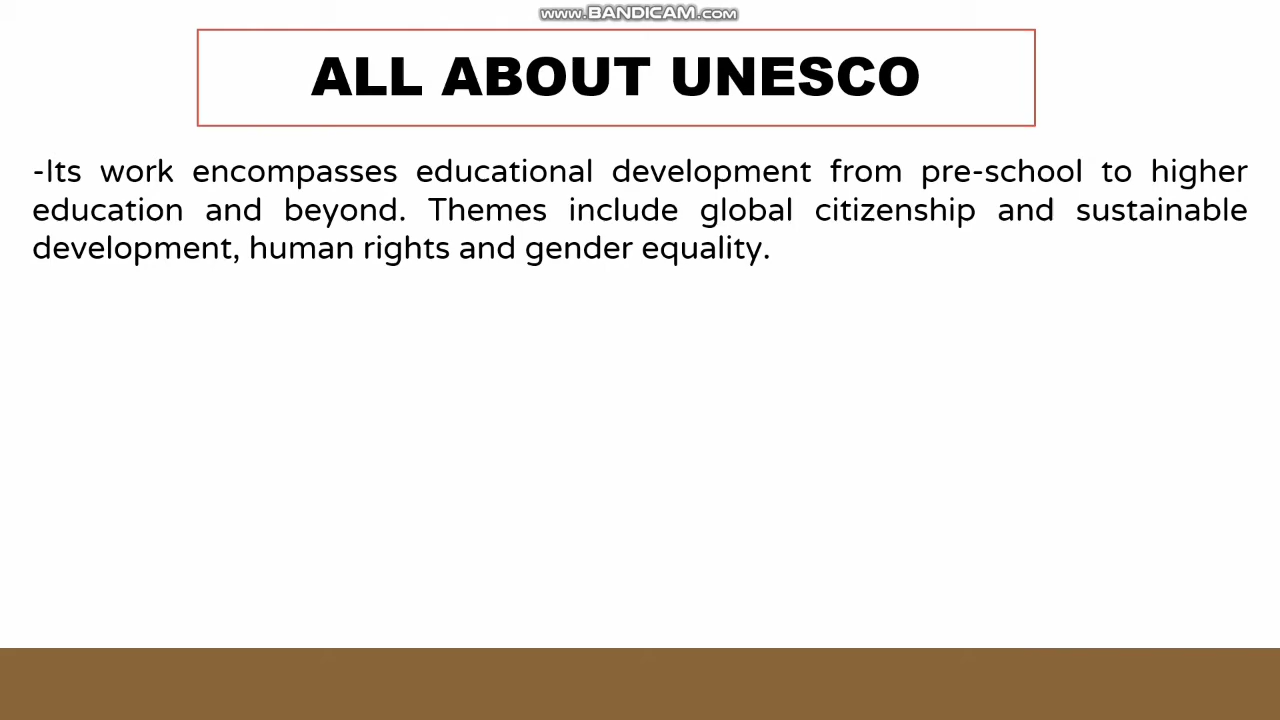 www.BANDICAM.com
ALL ABOUT UNESCO
-Its work encompasses educational development from pre-school to higher
education and beyond. Themes include global citizenship and sustainable
development, human rights and gender equality.